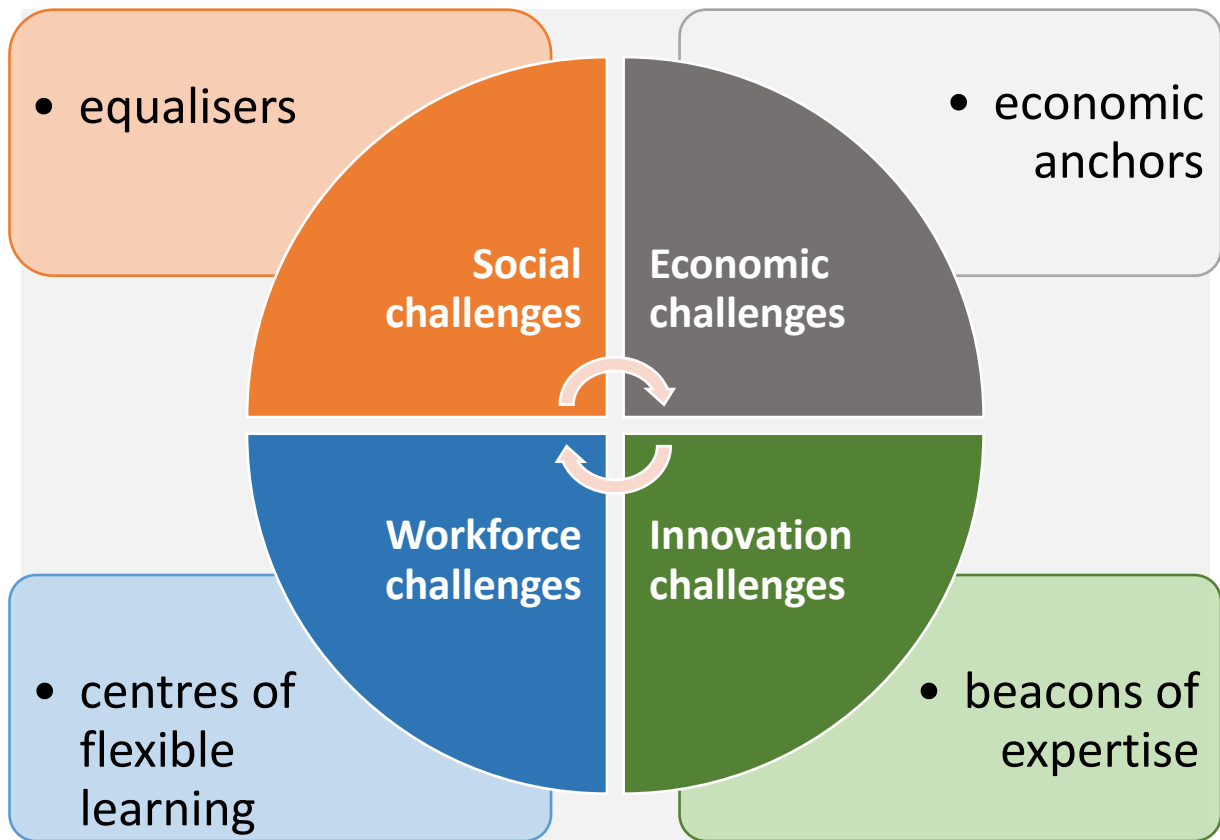 • equalisers
• economic
anchors
Social
challenges
Economic
challenges
Workforce
challenges
Innovation
challenges
• centres of
flexible
learning
• beacons of
expertise